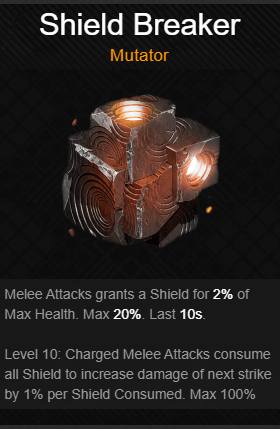 Shield Breaker
Mutator
Melee Attacks grants a Shield for 2% of
Max Health. Max 20%. Last 10s.
Level 10: Charged Melee Attacks consume
all Shield to increase damage of next strike
by 1% per Shield Consumed. Max 100%